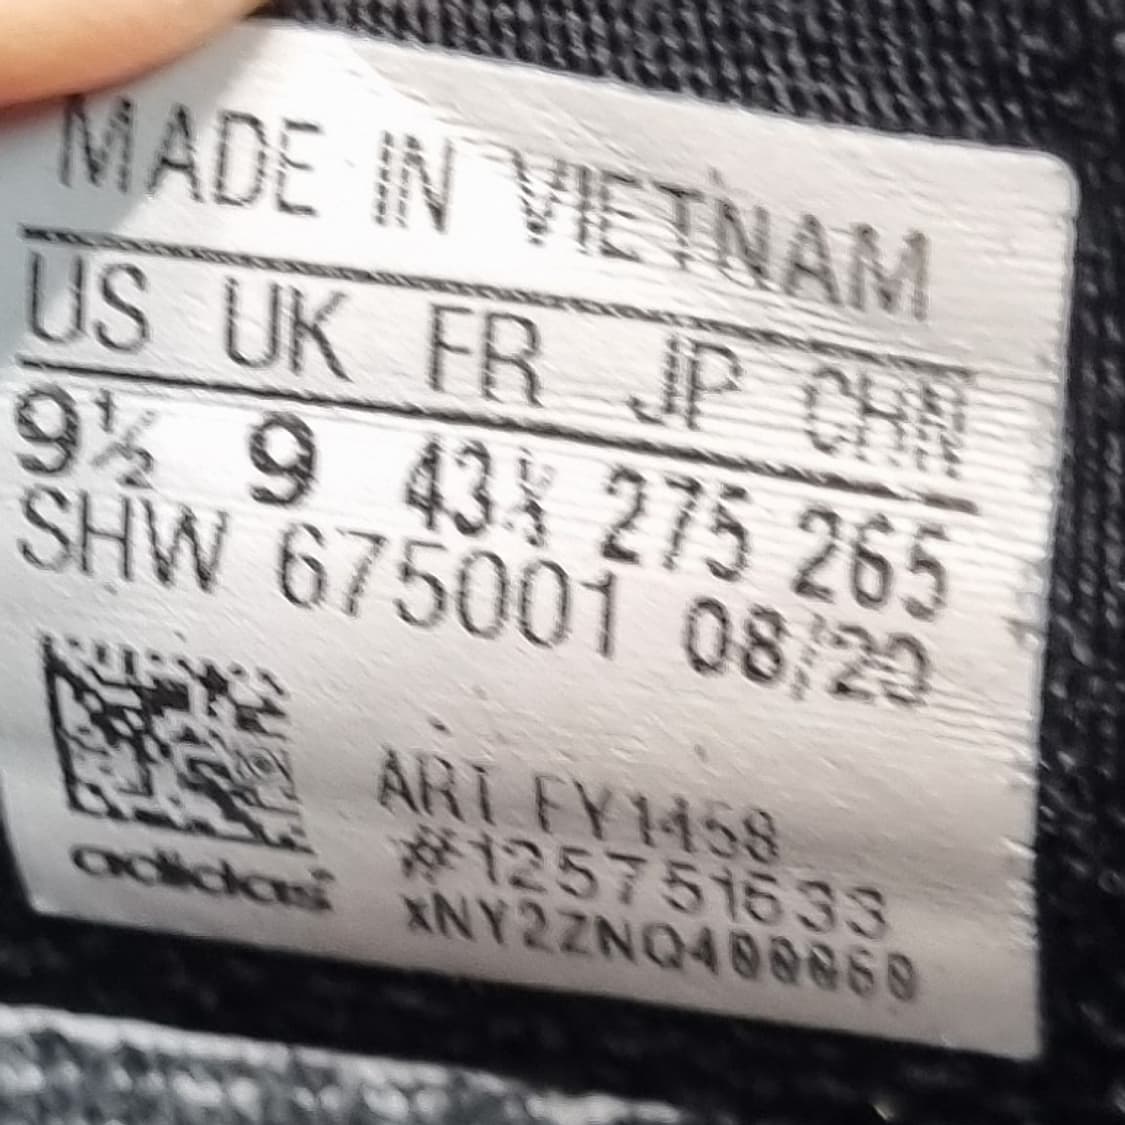 MADE IN VIETNAM
US UK FR JP CHN
9½ 9 43⅓ 275 265
SHW 675001 08/20
ART FY1458
#125751633
xNY2ZNQ400060
adidas